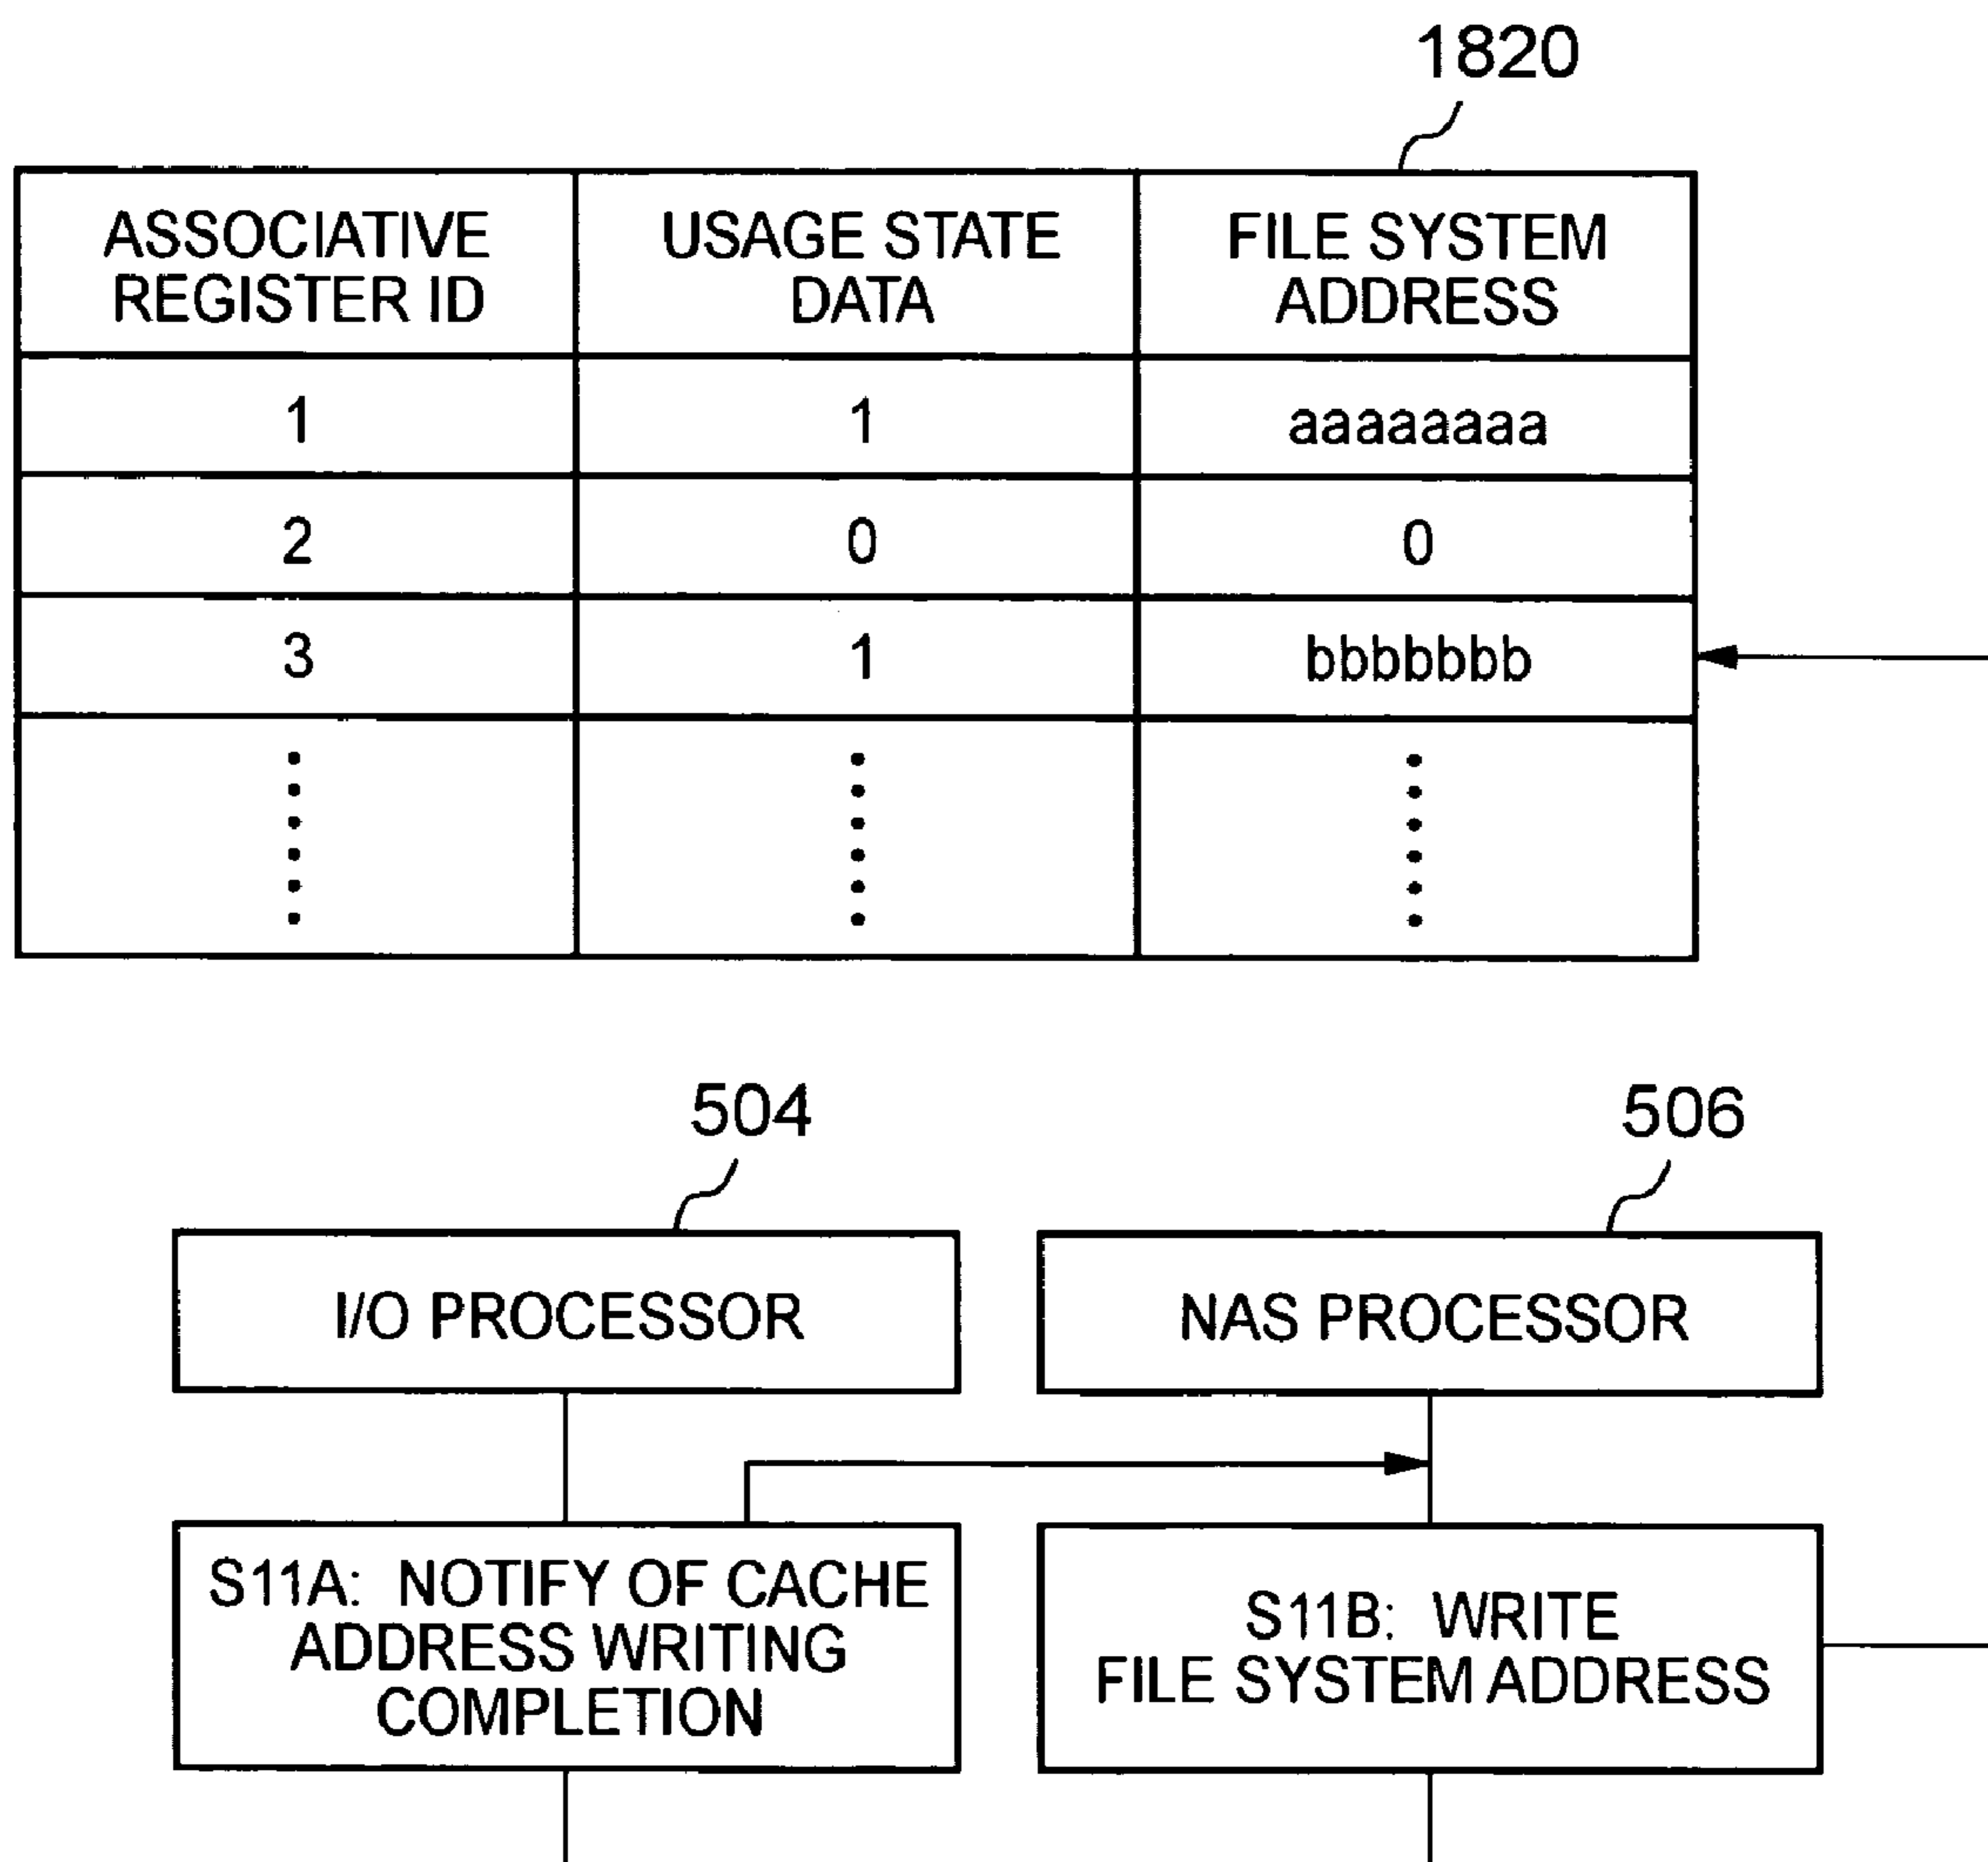 1820
ASSOCIATIVE REGISTER ID
USAGE STATE DATA
FILE SYSTEM ADDRESS
1 1 aaaaaaaa
2 0 0
3 1 bbbbbbb
504
506
I/O PROCESSOR
NAS PROCESSOR
S11A: NOTIFY OF CACHE
ADDRESS WRITING
COMPLETION
S11B: WRITE
FILE SYSTEM ADDRESS